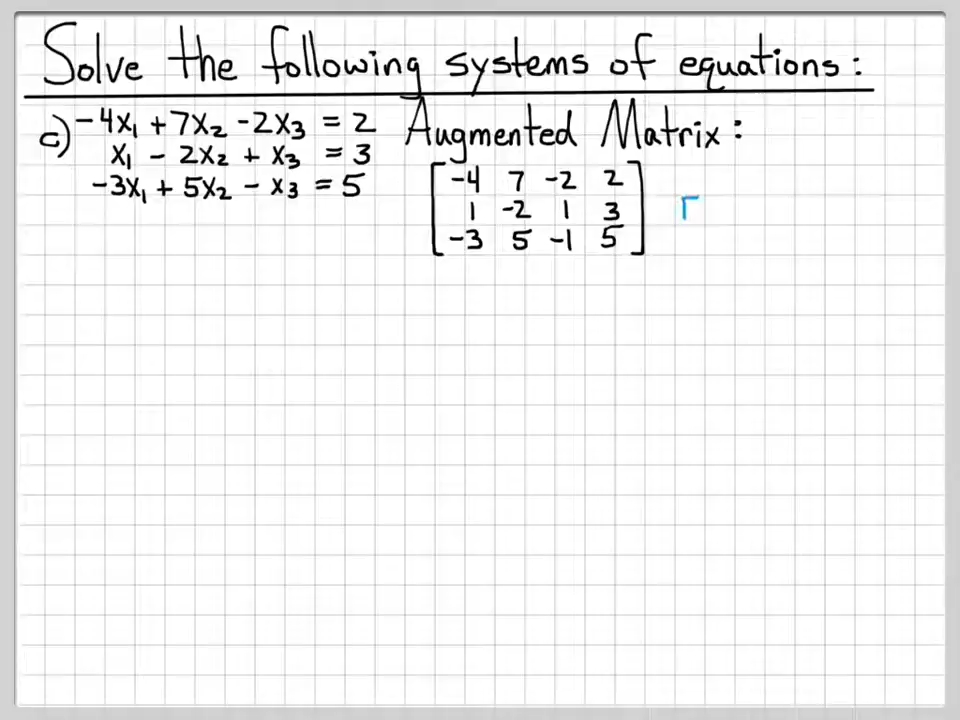 Solve the following systems of equations:
c) -4x₁ + 7x₂ - 2x₃ = 2
x₁ - 2x₂ + x₃ = 3
-3x₁ + 5x₂ - x₃ = 5
Augmented Matrix:
-4 7 -2 2
1 -2 1 3
-3 5 -1 5